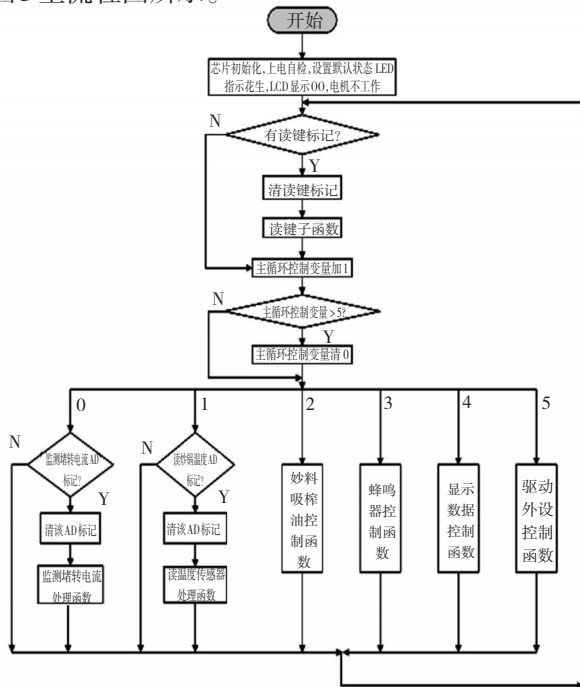 开始
芯片初始化,上电自检,设置默认状态LED
指示花生,LCD显示00,电机不工作
有读键标记?
N
Y
清读键标记
读键子函数
主循环控制变量加1
主循环控制变量>5?
N
Y
主循环控制变量清0
0
1
2
3
4
5
监测堵转电流AD
标记?
N
Y
清该AD标记
监测堵转电流
处理函数
读炒锅温度AD
标记?
N
Y
清该AD标记
读温度传感器
处理函数
妙料
吸榨
油控
制函
数
蜂鸣
器控
制函
数
显示
数据
控制
函数
驱动
外设
控制
函数